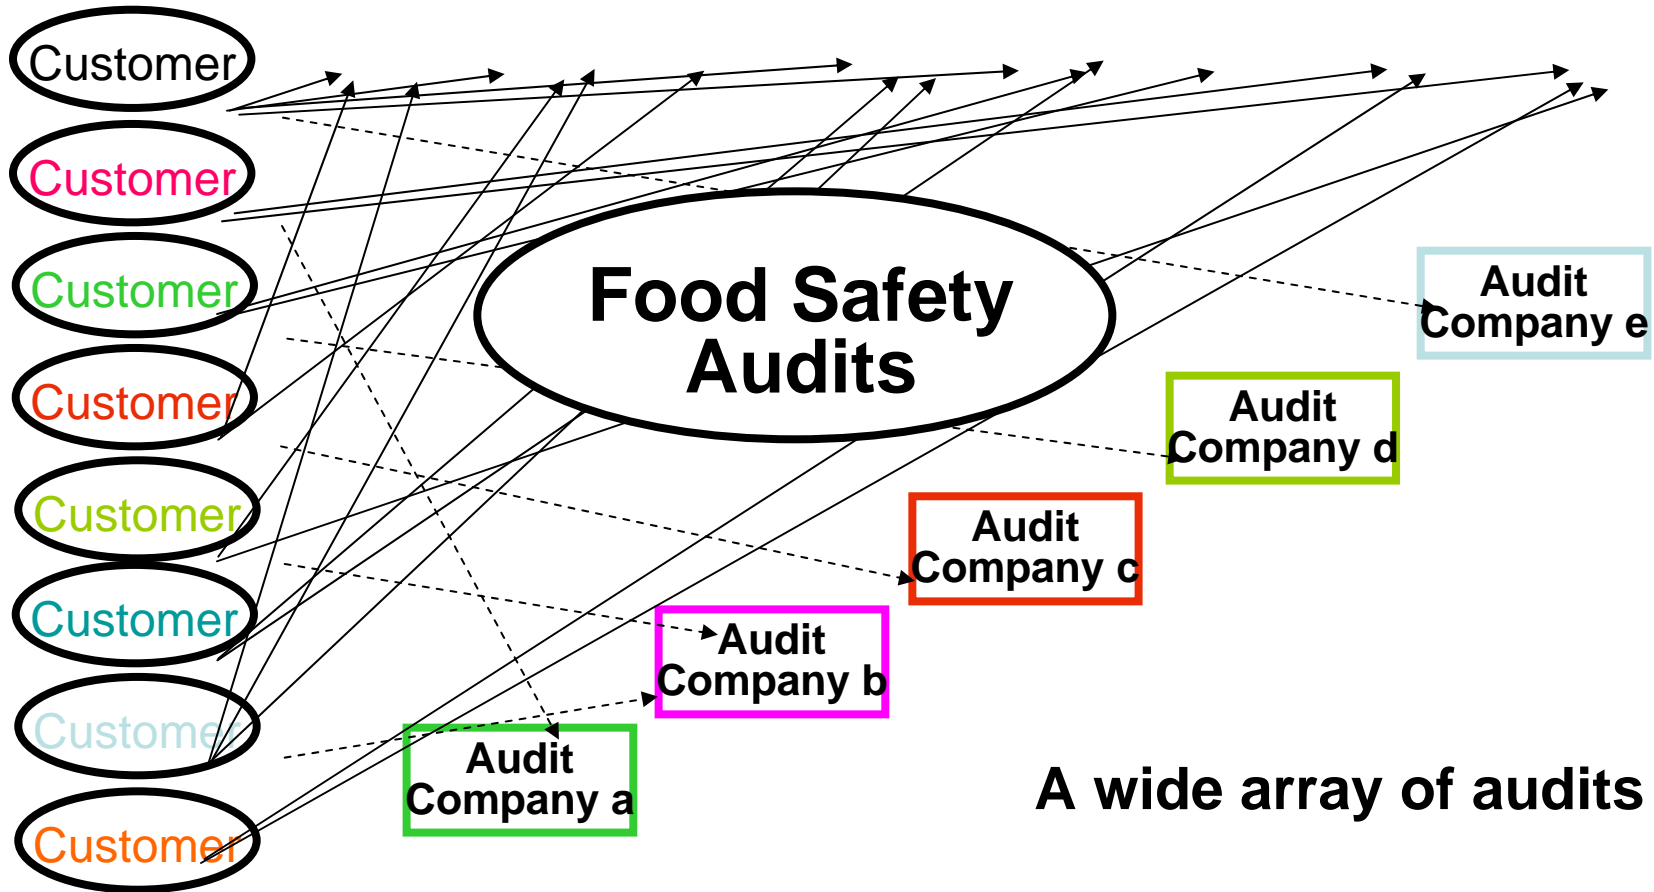 Customer
Customer
Customer
Customer
Customer
Customer
Customer
Customer
Food Safety
Audits
Audit
Company e
Audit
Company d
Audit
Company c
Audit
Company b
Audit
Company a
A wide array of audits